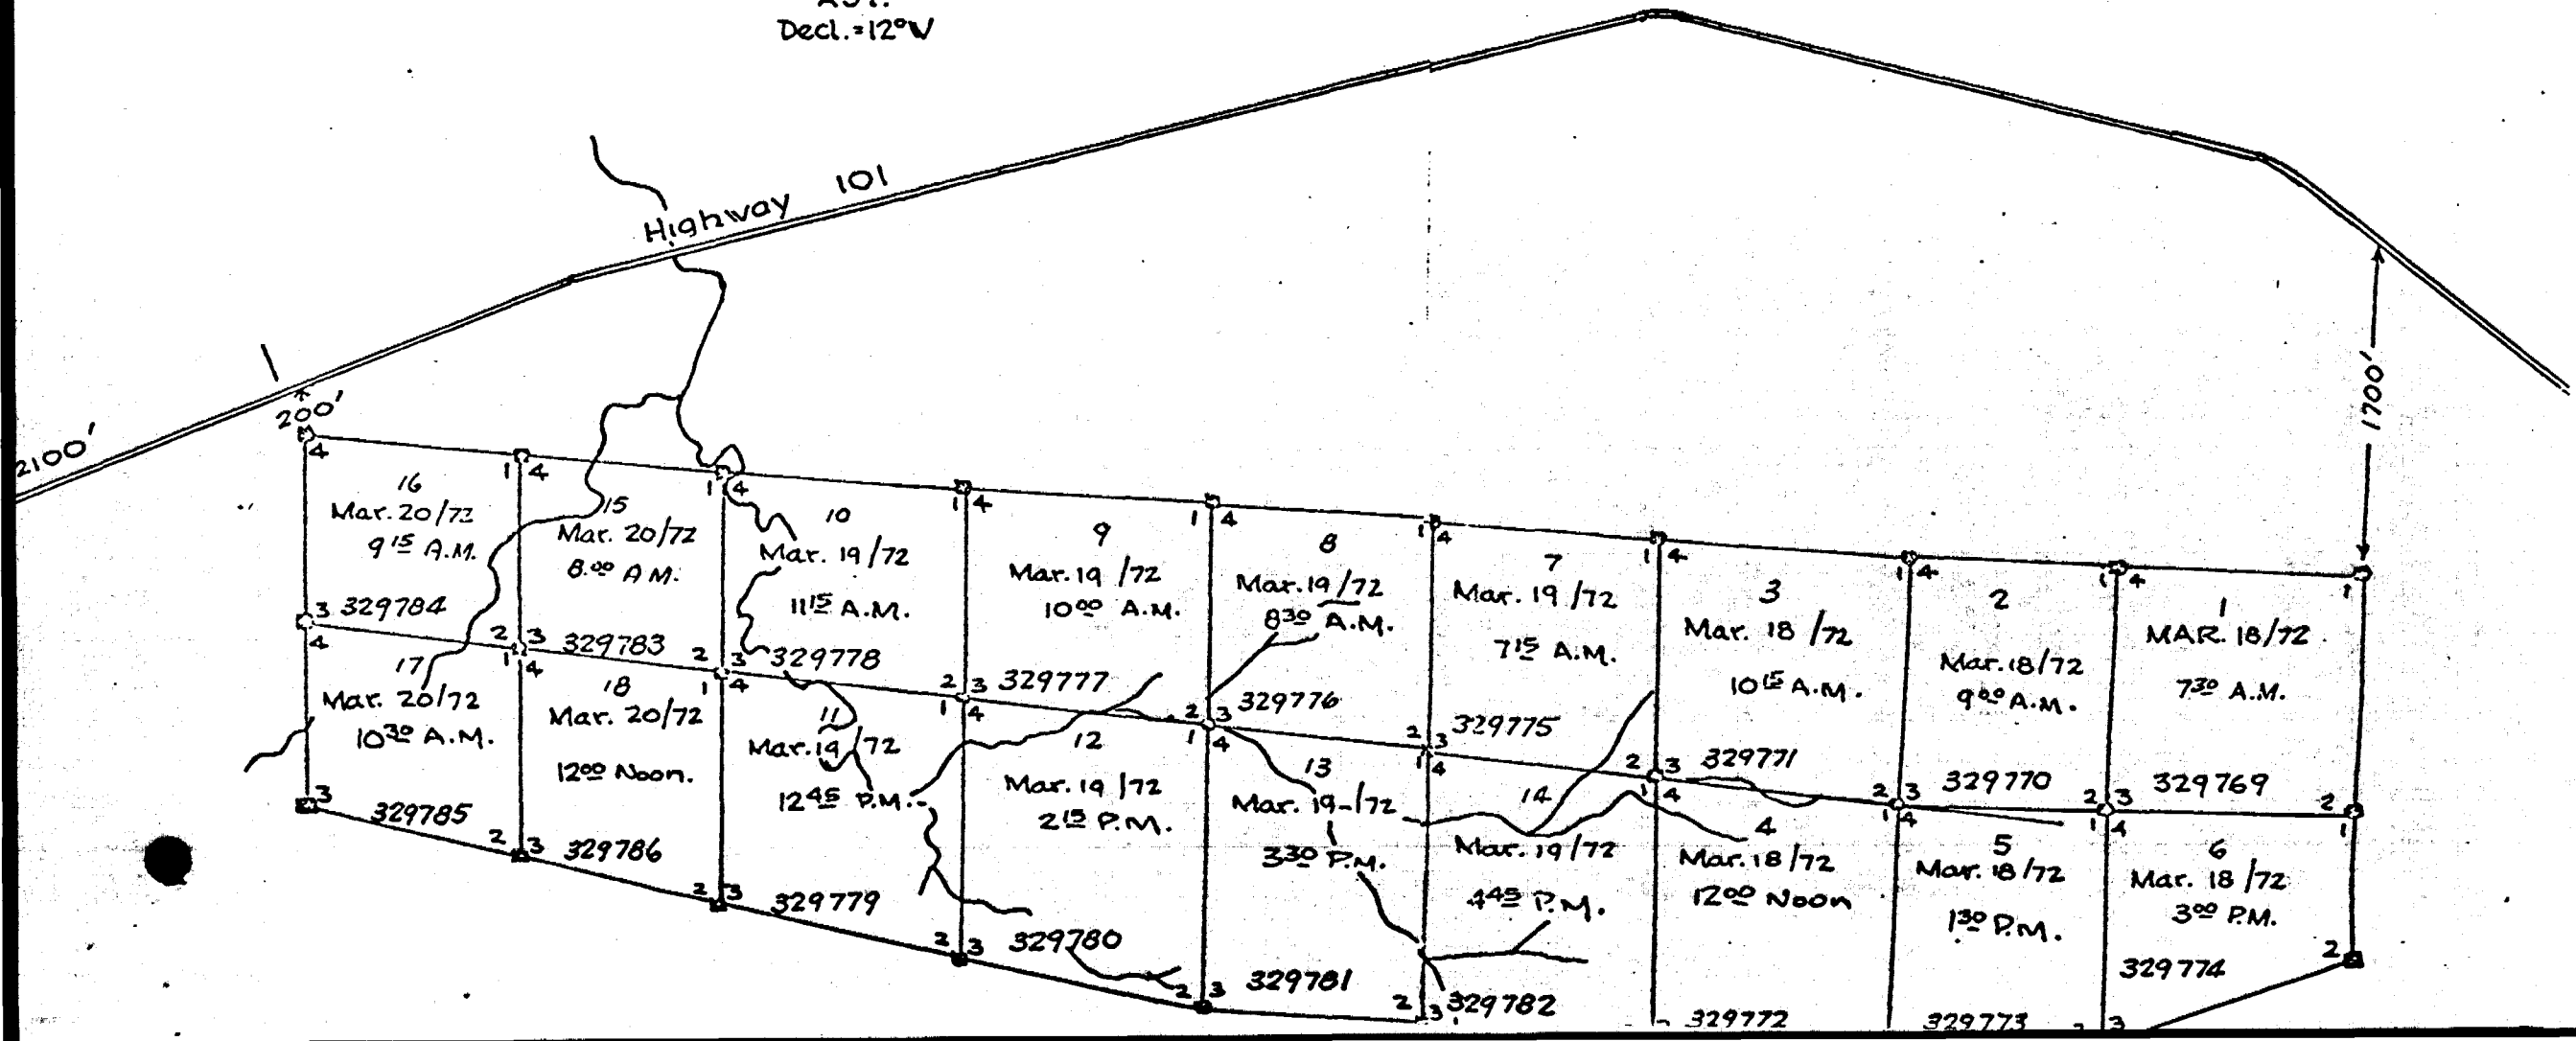 Decl.=12°W
Highway 101
2100'
200'
1700'
16
Mar. 20/72
9 15 A.M.
329784
15
Mar. 20/72
8.00 A.M.
329783
10
Mar. 19/72
11 15 A.M.
329778
9
Mar. 19/72
10 00 A.M.
329777
8
Mar. 19/72
8 30 A.M.
329776
7
Mar. 19/72
7 15 A.M.
329775
3
Mar. 18/72
10 15 A.M.
329771
2
Mar. 18/72
9 00 A.M.
329770
1
MAR. 18/72
7 30 A.M.
329769
17
Mar. 20/72
10 30 A.M.
329785
18
Mar. 20/72
12 00 Noon.
329786
11
Mar. 19/72
12 45 P.M.
329779
12
Mar. 19/72
2 15 P.M.
329780
13
Mar. 19/72
3 30 P.M.
329781
14
Mar. 19/72
4 45 P.M.
329782
4
Mar. 18/72
12 00 Noon
329772
5
Mar. 18/72
1 30 P.M.
329773
6
Mar. 18/72
3 00 P.M.
329774